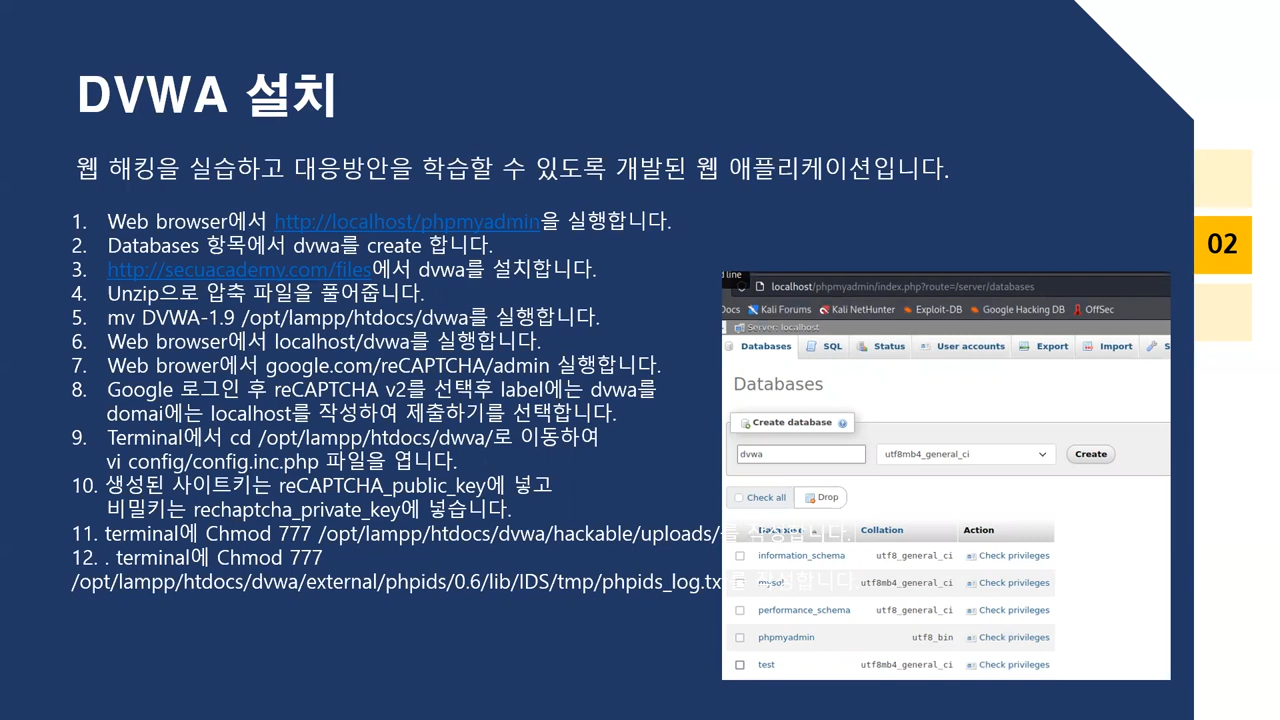 DVWA 설치
웹 해킹을 실습하고 대응방안을 학습할 수 있도록 개발된 웹 애플리케이션입니다.
1. Web browser에서 http://localhost/phpmyadmin을 실행합니다.
2. Databases 항목에서 dvwa를 create 합니다.
3. http://secuacademy.com/files에서 dvwa를 설치합니다.
4. Unzip으로 압축 파일을 풀어줍니다.
5. mv DVWA-1.9 /opt/lampp/htdocs/dvwa를 실행합니다.
6. Web browser에서 localhost/dvwa를 실행합니다.
7. Web brower에서 google.com/reCAPTCHA/admin 실행합니다.
8. Google 로그인 후 reCAPTCHA v2를 선택후 label에는 dvwa를
domai에는 localhost를 작성하여 제출하기를 선택합니다.
9. Terminal에서 cd /opt/lampp/htdocs/dwva/로 이동하여
vi config/config.inc.php 파일을 엽니다.
10. 생성된 사이트키는 reCAPTCHA_public_key에 넣고
비밀키는 rechaptcha_private_key에 넣습니다.
11. terminal에 Chmod 777 /opt/lampp/htdocs/dvwa/hackable/uploads/를 작성합니다.
12. . terminal에 Chmod 777
/opt/lampp/htdocs/dvwa/external/phpids/0.6/lib/IDS/tmp/phpids_log.txt를 작성합니다.
02
d line
localhost/phpmyadmin/index.php?route=/server/databases
Docs Kali Forums Kali NetHunter Exploit-DB Google Hacking DB OffSec
Server: localhost
Databases SQL Status User accounts Export Import S
Databases
Create database
dvwa utf8mb4_general_ci Create
Check all Drop
Database Collation Action
information_schema utf8_general_ci Check privileges
mysql utf8mb4_general_ci Check privileges
performance_schema utf8_general_ci Check privileges
phpmyadmin utf8_bin Check privileges
test utf8mb4_general_ci Check privileges